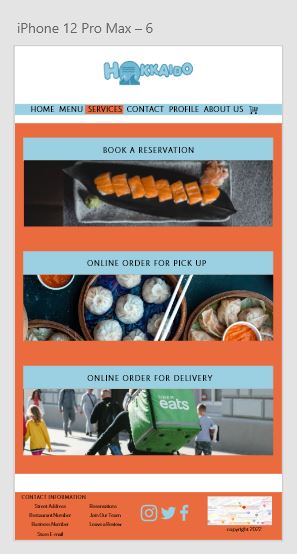 iPhone 12 Pro Max – 6
HOKKAIDO
HOME MENU SERVICES CONTACT PROFILE ABOUT US
BOOK A RESERVATION
ONLINE ORDER FOR PICK UP
ONLINE ORDER FOR DELIVERY
eats
CONTACT INFORMATION
Street Address Reservations
Restaurant Number Join Our Team
Business Number Leave a Review
Store E-mail
copyright 2022